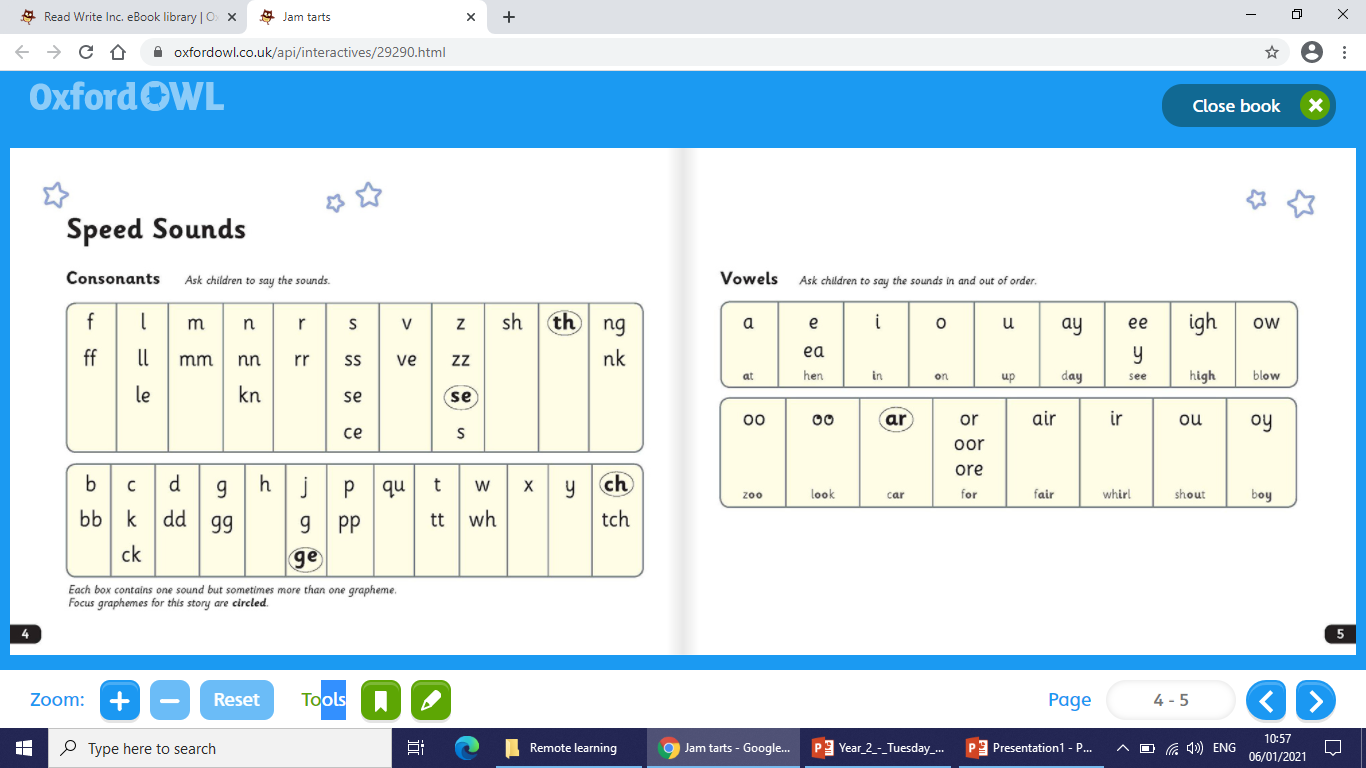 Read Write Inc. eBook library | O
Jam tarts
oxfordowl.co.uk/api/interactives/29290.html
Oxford OWL
Close book
Speed Sounds
Consonants Ask children to say the sounds.
f l m n r s v z sh th ng
ff ll mm nn rr ss ve zz nk
le kn se se
ce s
b c d g h j p qu t w x y ch
bb k dd gg g pp tt wh tch
ck ge
Each box contains one sound but sometimes more than one grapheme.
Focus graphemes for this story are circled.
4
Vowels Ask children to say the sounds in and out of order.
a e i o u ay ee igh ow
ea y
at hen in on up day see high blow
oo oo ar or air ir ou oy
oor
ore
zoo look car for fair whirl shout boy
5
Zoom: Reset Tools Page 4 - 5
Type here to search Remote learning Jam tarts - Google... Year_2_-_Tuesday_... Presentation1 - P... ENG 10:57
06/01/2021